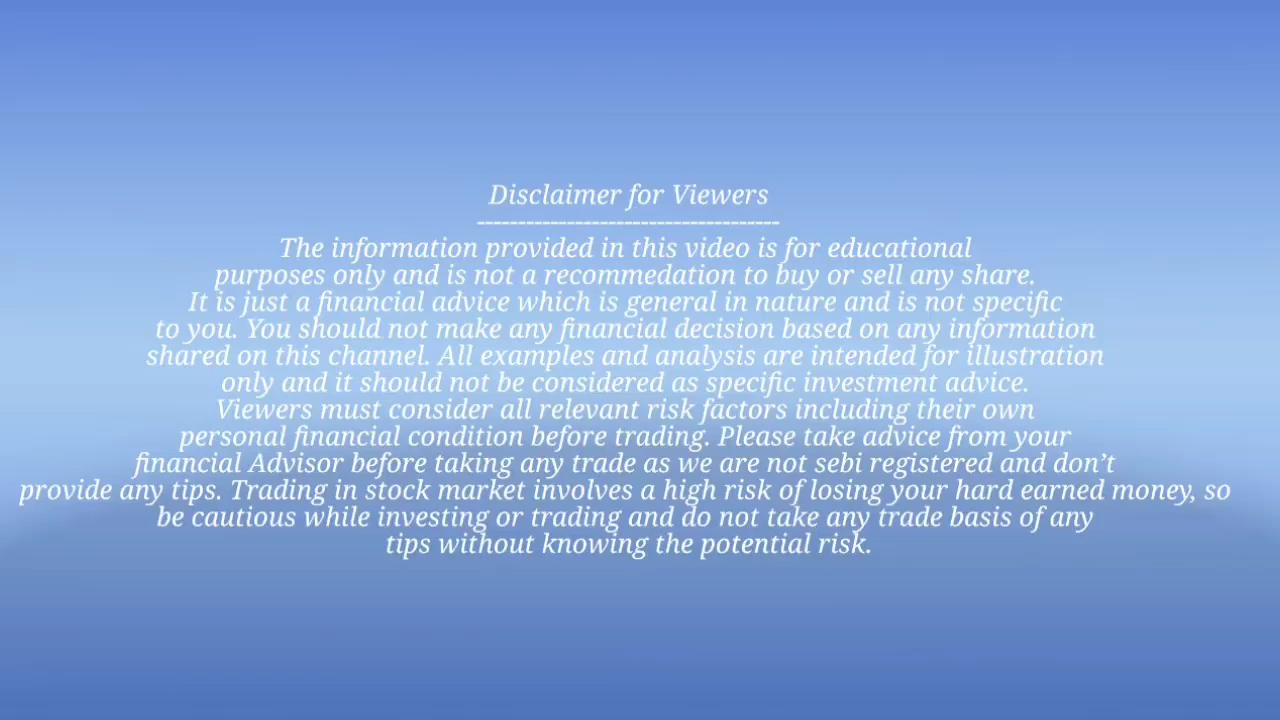 Disclaimer for Viewers
-------------------------------------
The information provided in this video is for educational
purposes only and is not a recommedation to buy or sell any share.
It is just a financial advice which is general in nature and is not specific
to you. You should not make any financial decision based on any information
shared on this channel. All examples and analysis are intended for illustration
only and it should not be considered as specific investment advice.
Viewers must consider all relevant risk factors including their own
personal financial condition before trading. Please take advice from your
financial Advisor before taking any trade as we are not sebi registered and don’t
provide any tips. Trading in stock market involves a high risk of losing your hard earned money, so
be cautious while investing or trading and do not take any trade basis of any
tips without knowing the potential risk.